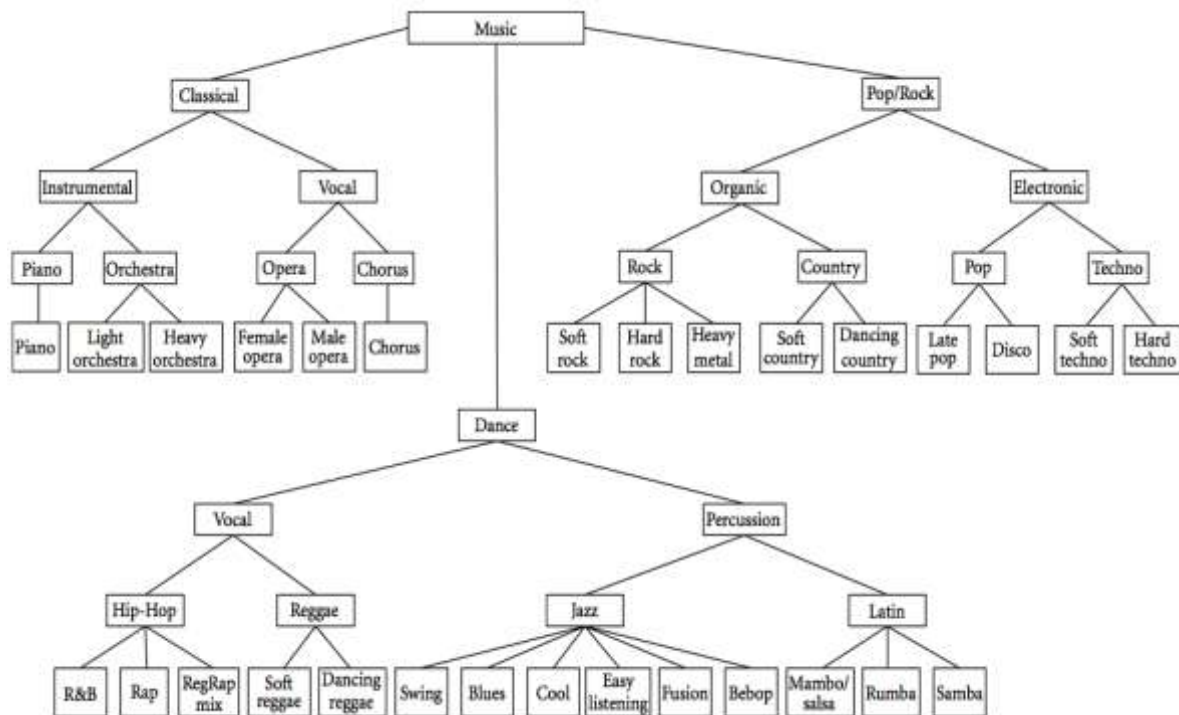 Music
Classical
Pop/Rock
Instrumental
Vocal
Organic
Electronic
Piano
Orchestra
Opera
Chorus
Rock
Country
Pop
Techno
Piano
Light
orchestra
Heavy
orchestra
Female
opera
Male
opera
Chorus
Soft
rock
Hard
rock
Heavy
metal
Soft
country
Dancing
country
Late
pop
Disco
Soft
techno
Hard
techno
Dance
Vocal
Percussion
Hip-Hop
Reggae
Jazz
Latin
R&B
Rap
RegRap
mix
Soft
reggae
Dancing
reggae
Swing
Blues
Cool
Easy
listening
Fusion
Bebop
Mambo/
salsa
Rumba
Samba